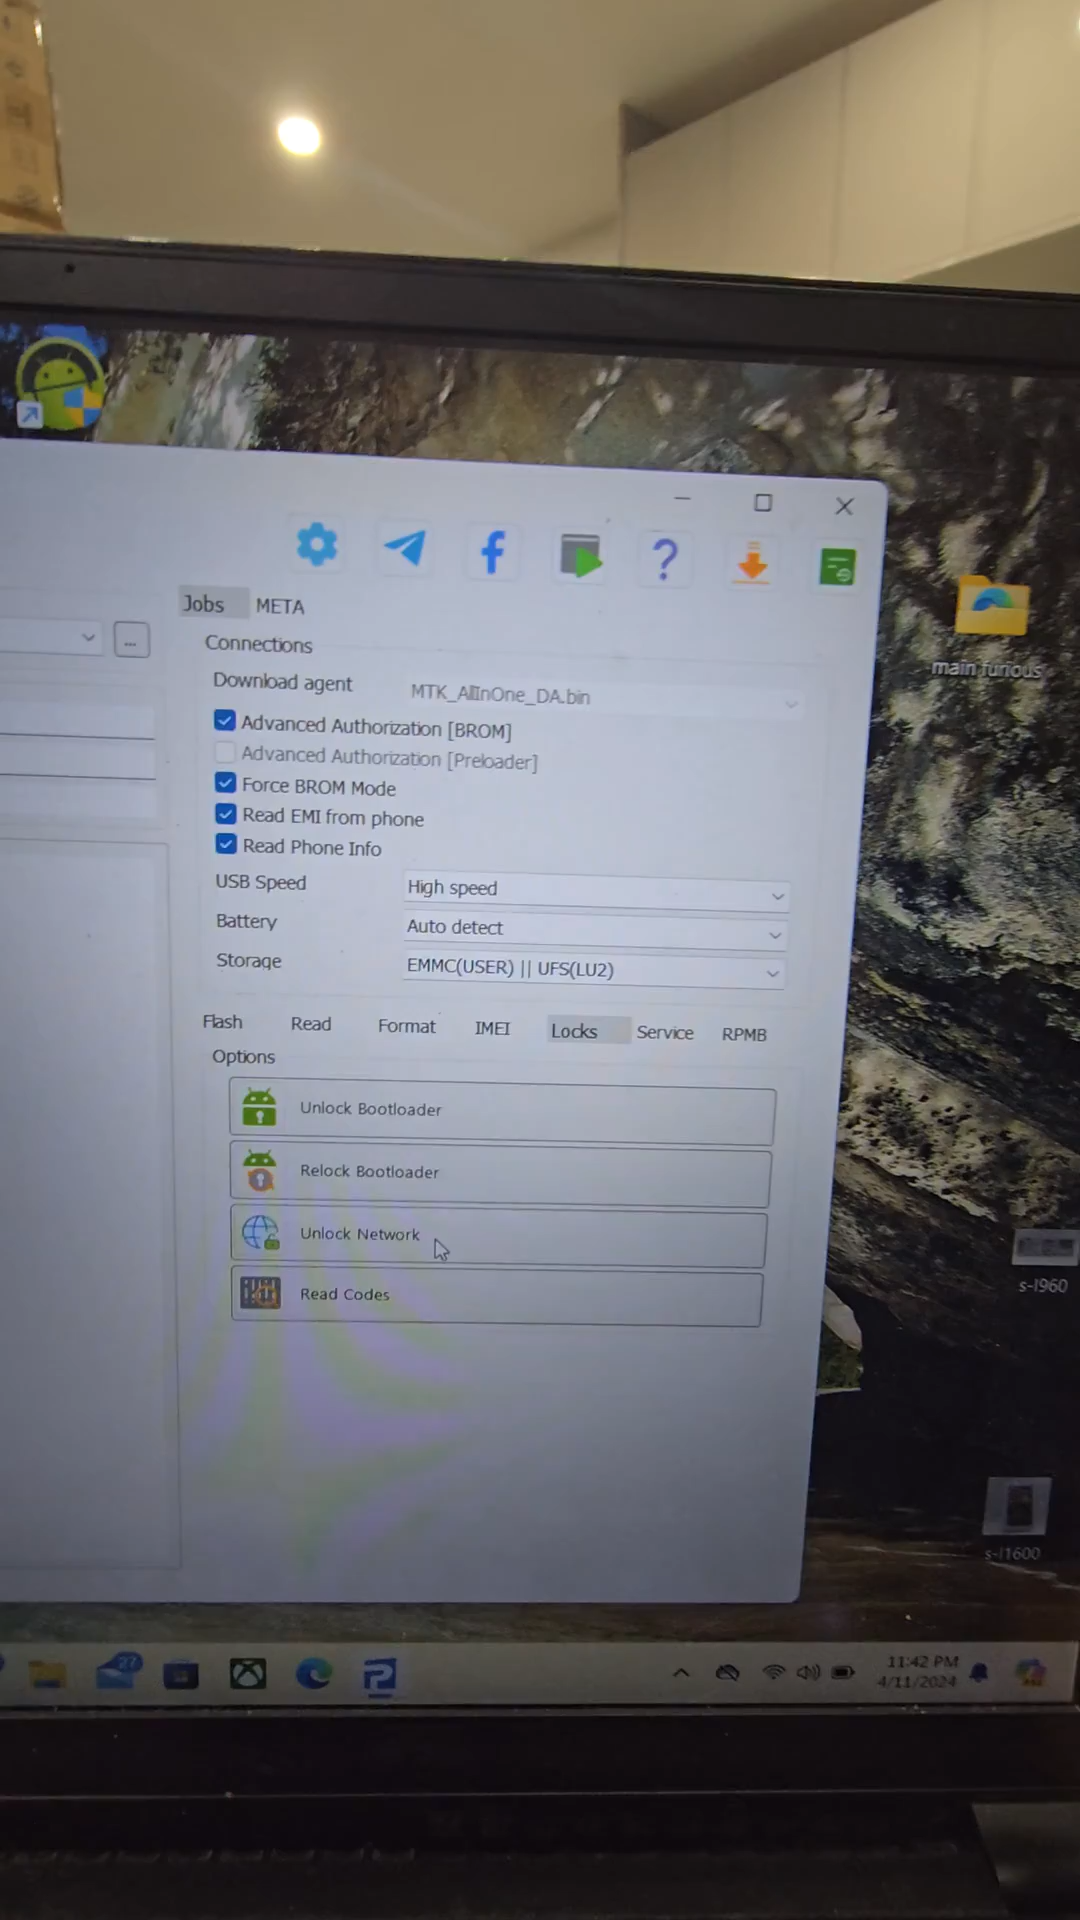 Jobs META
...
Connections
Download agent MTK_AllInOne_DA.bin
Advanced Authorization [BROM]
Advanced Authorization [Preloader]
Force BROM Mode
Read EMI from phone
Read Phone Info
USB Speed High speed
Battery Auto detect
Storage EMMC(USER) || UFS(LU2)
Flash Read Format IMEI Locks Service RPMB
Options
Unlock Bootloader
Relock Bootloader
Unlock Network
Read Codes
main furious
s-l960
s-l1600
27
11:42 PM
4/11/2024